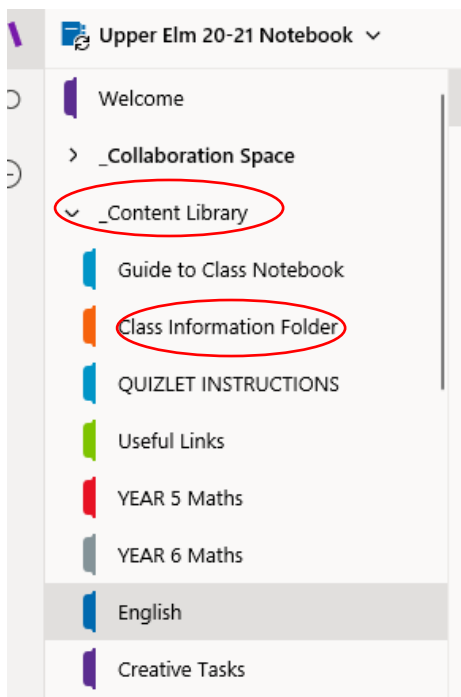 Upper Elm 20-21 Notebook
Welcome
_Collaboration Space
_Content Library
Guide to Class Notebook
Class Information Folder
QUIZLET INSTRUCTIONS
Useful Links
YEAR 5 Maths
YEAR 6 Maths
English
Creative Tasks